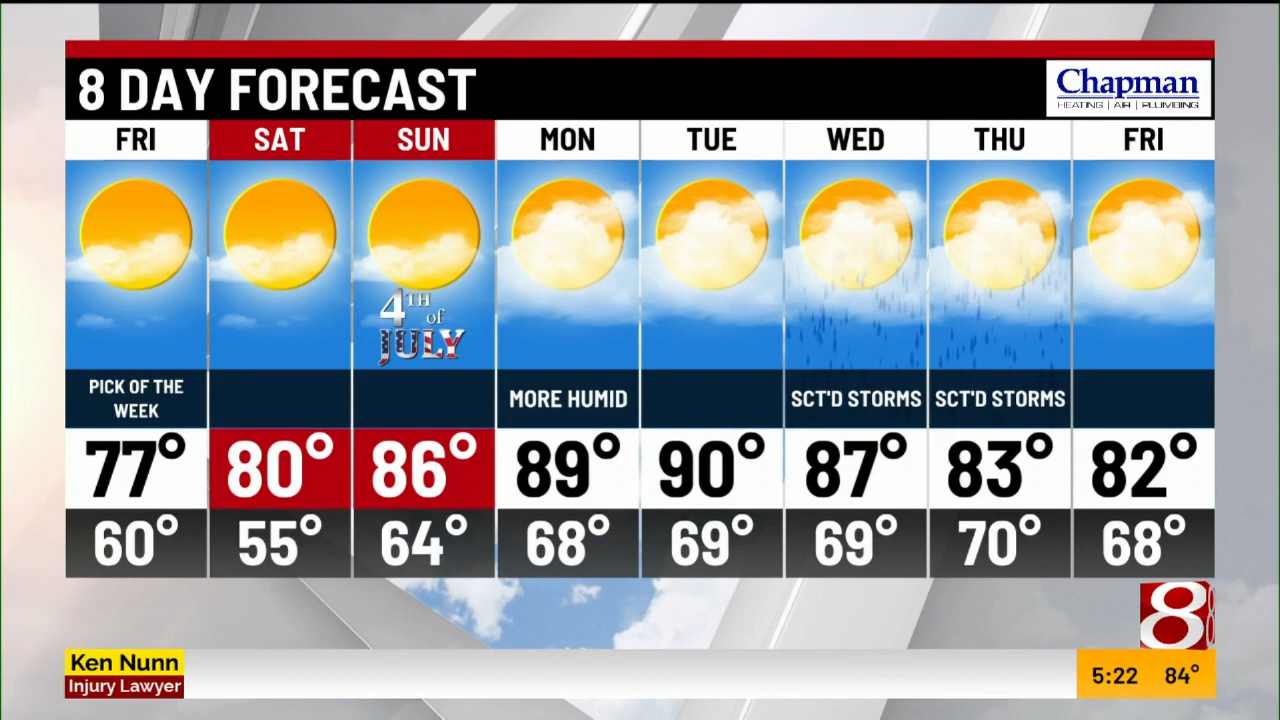 8 DAY FORECAST
Chapman
HEATING | AIR | PLUMBING
FRI SAT SUN MON TUE WED THU FRI
4TH
of
JULY
PICK OF THE
WEEK
MORE HUMID SCT'D STORMS SCT'D STORMS
77° 80° 86° 89° 90° 87° 83° 82°
60° 55° 64° 68° 69° 69° 70° 68°
8
8
Ken Nunn
Injury Lawyer
5:22 84°